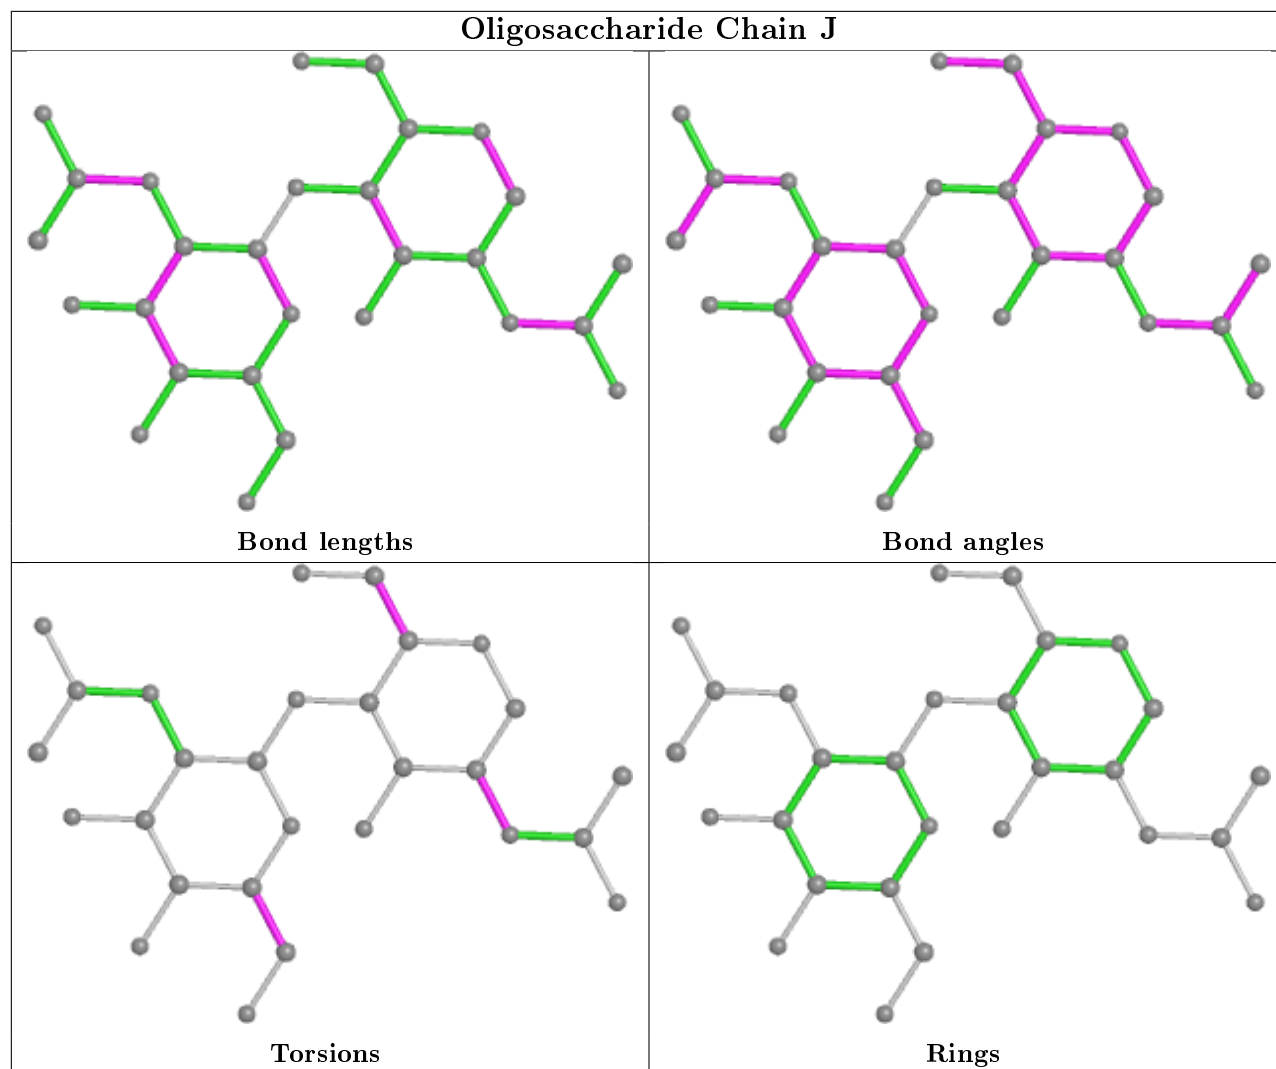 Oligosaccharide Chain J
Bond lengths
Bond angles
Torsions
Rings